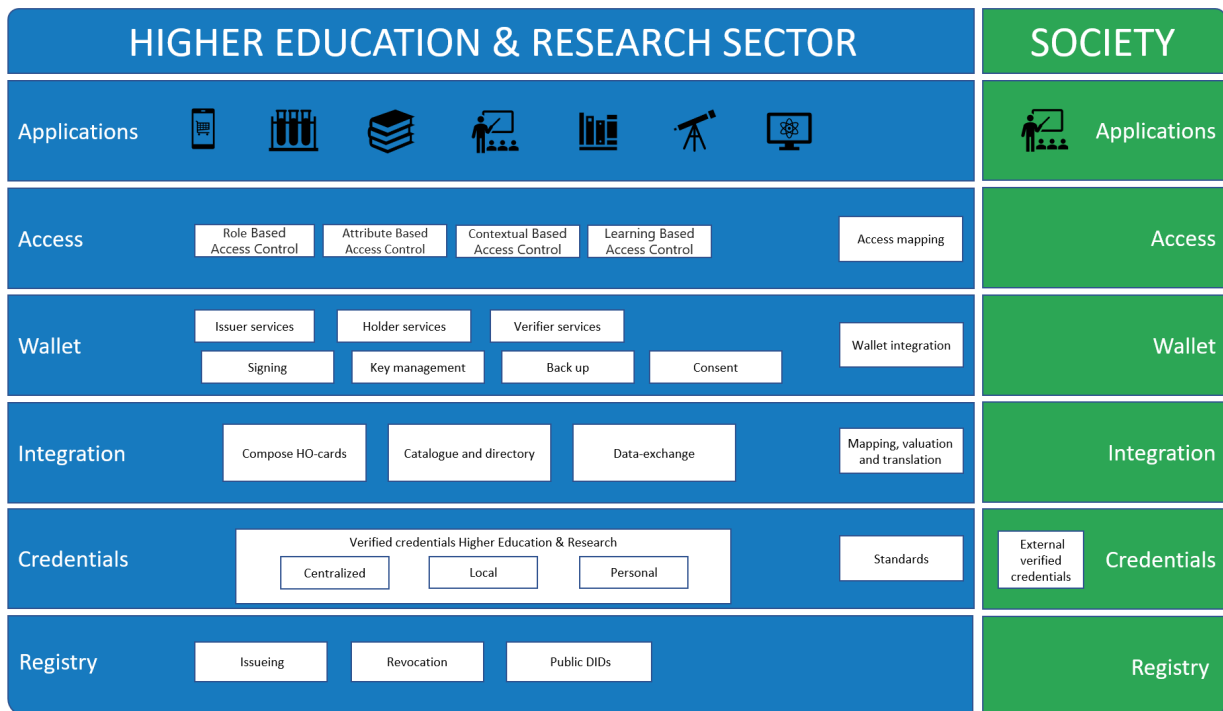 HIGHER EDUCATION & RESEARCH SECTOR
SOCIETY
Applications
Applications
Access
Role Based
Access Control
Attribute Based
Access Control
Contextual Based
Access Control
Learning Based
Access Control
Access mapping
Access
Wallet
Issuer services
Holder services
Verifier services
Signing
Key management
Back up
Consent
Wallet integration
Wallet
Integration
Compose HO-cards
Catalogue and directory
Data-exchange
Mapping, valuation
and translation
Integration
Credentials
Verified credentials Higher Education & Research
Centralized
Local
Personal
Standards
External
verified
credentials
Credentials
Registry
Issueing
Revocation
Public DIDs
Registry